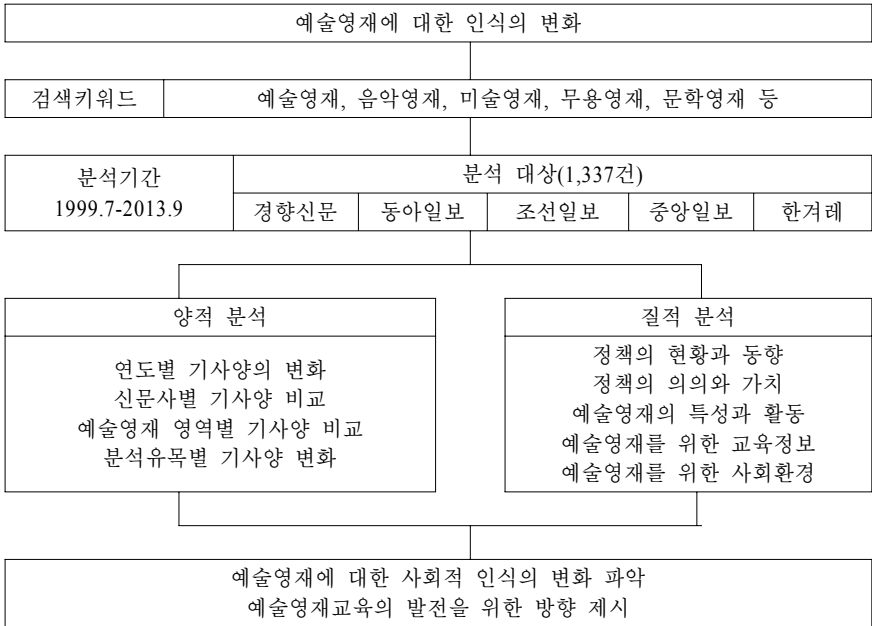 예술영재에 대한 인식의 변화
검색키워드
예술영재, 음악영재, 미술영재, 무용영재, 문학영재 등
분석기간
1999.7-2013.9
분석 대상(1,337건)
경향신문 동아일보 조선일보 중앙일보 한겨레
양적 분석
연도별 기사양의 변화
신문사별 기사양 비교
예술영재 영역별 기사양 비교
분석유목별 기사양 변화
질적 분석
정책의 현황과 동향
정책의 의의와 가치
예술영재의 특성과 활동
예술영재를 위한 교육정보
예술영재를 위한 사회환경
예술영재에 대한 사회적 인식의 변화 파악
예술영재교육의 발전을 위한 방향 제시